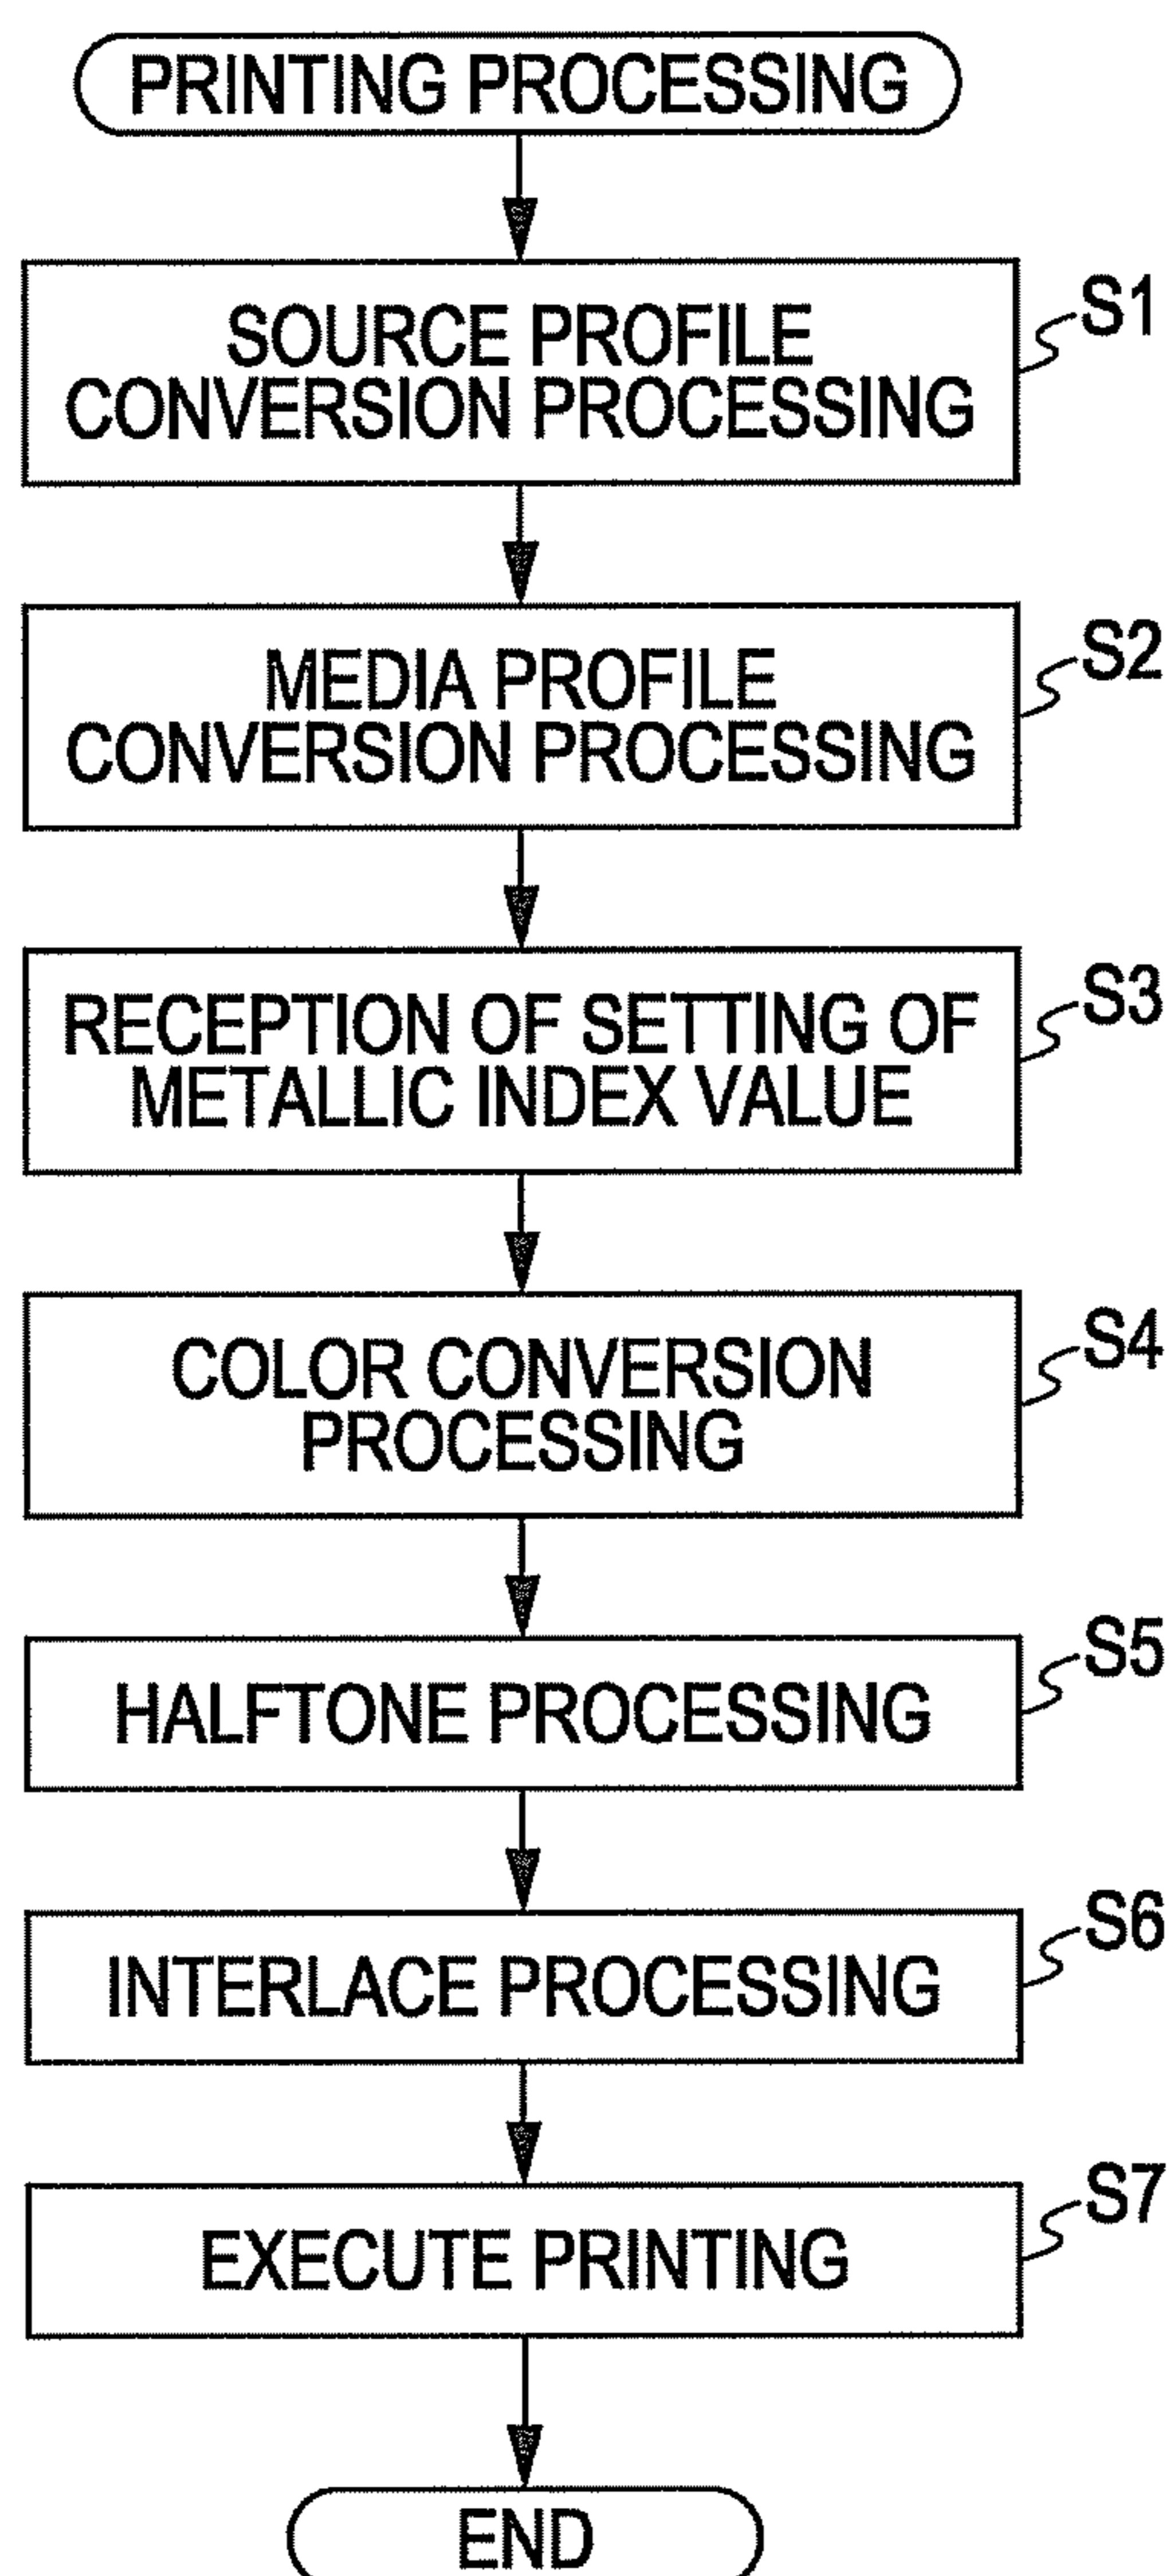 PRINTING PROCESSING
SOURCE PROFILE
CONVERSION PROCESSING
S1
MEDIA PROFILE
CONVERSION PROCESSING
S2
RECEPTION OF SETTING OF
METALLIC INDEX VALUE
S3
COLOR CONVERSION
PROCESSING
S4
HALFTONE PROCESSING
S5
INTERLACE PROCESSING
S6
EXECUTE PRINTING
S7
END